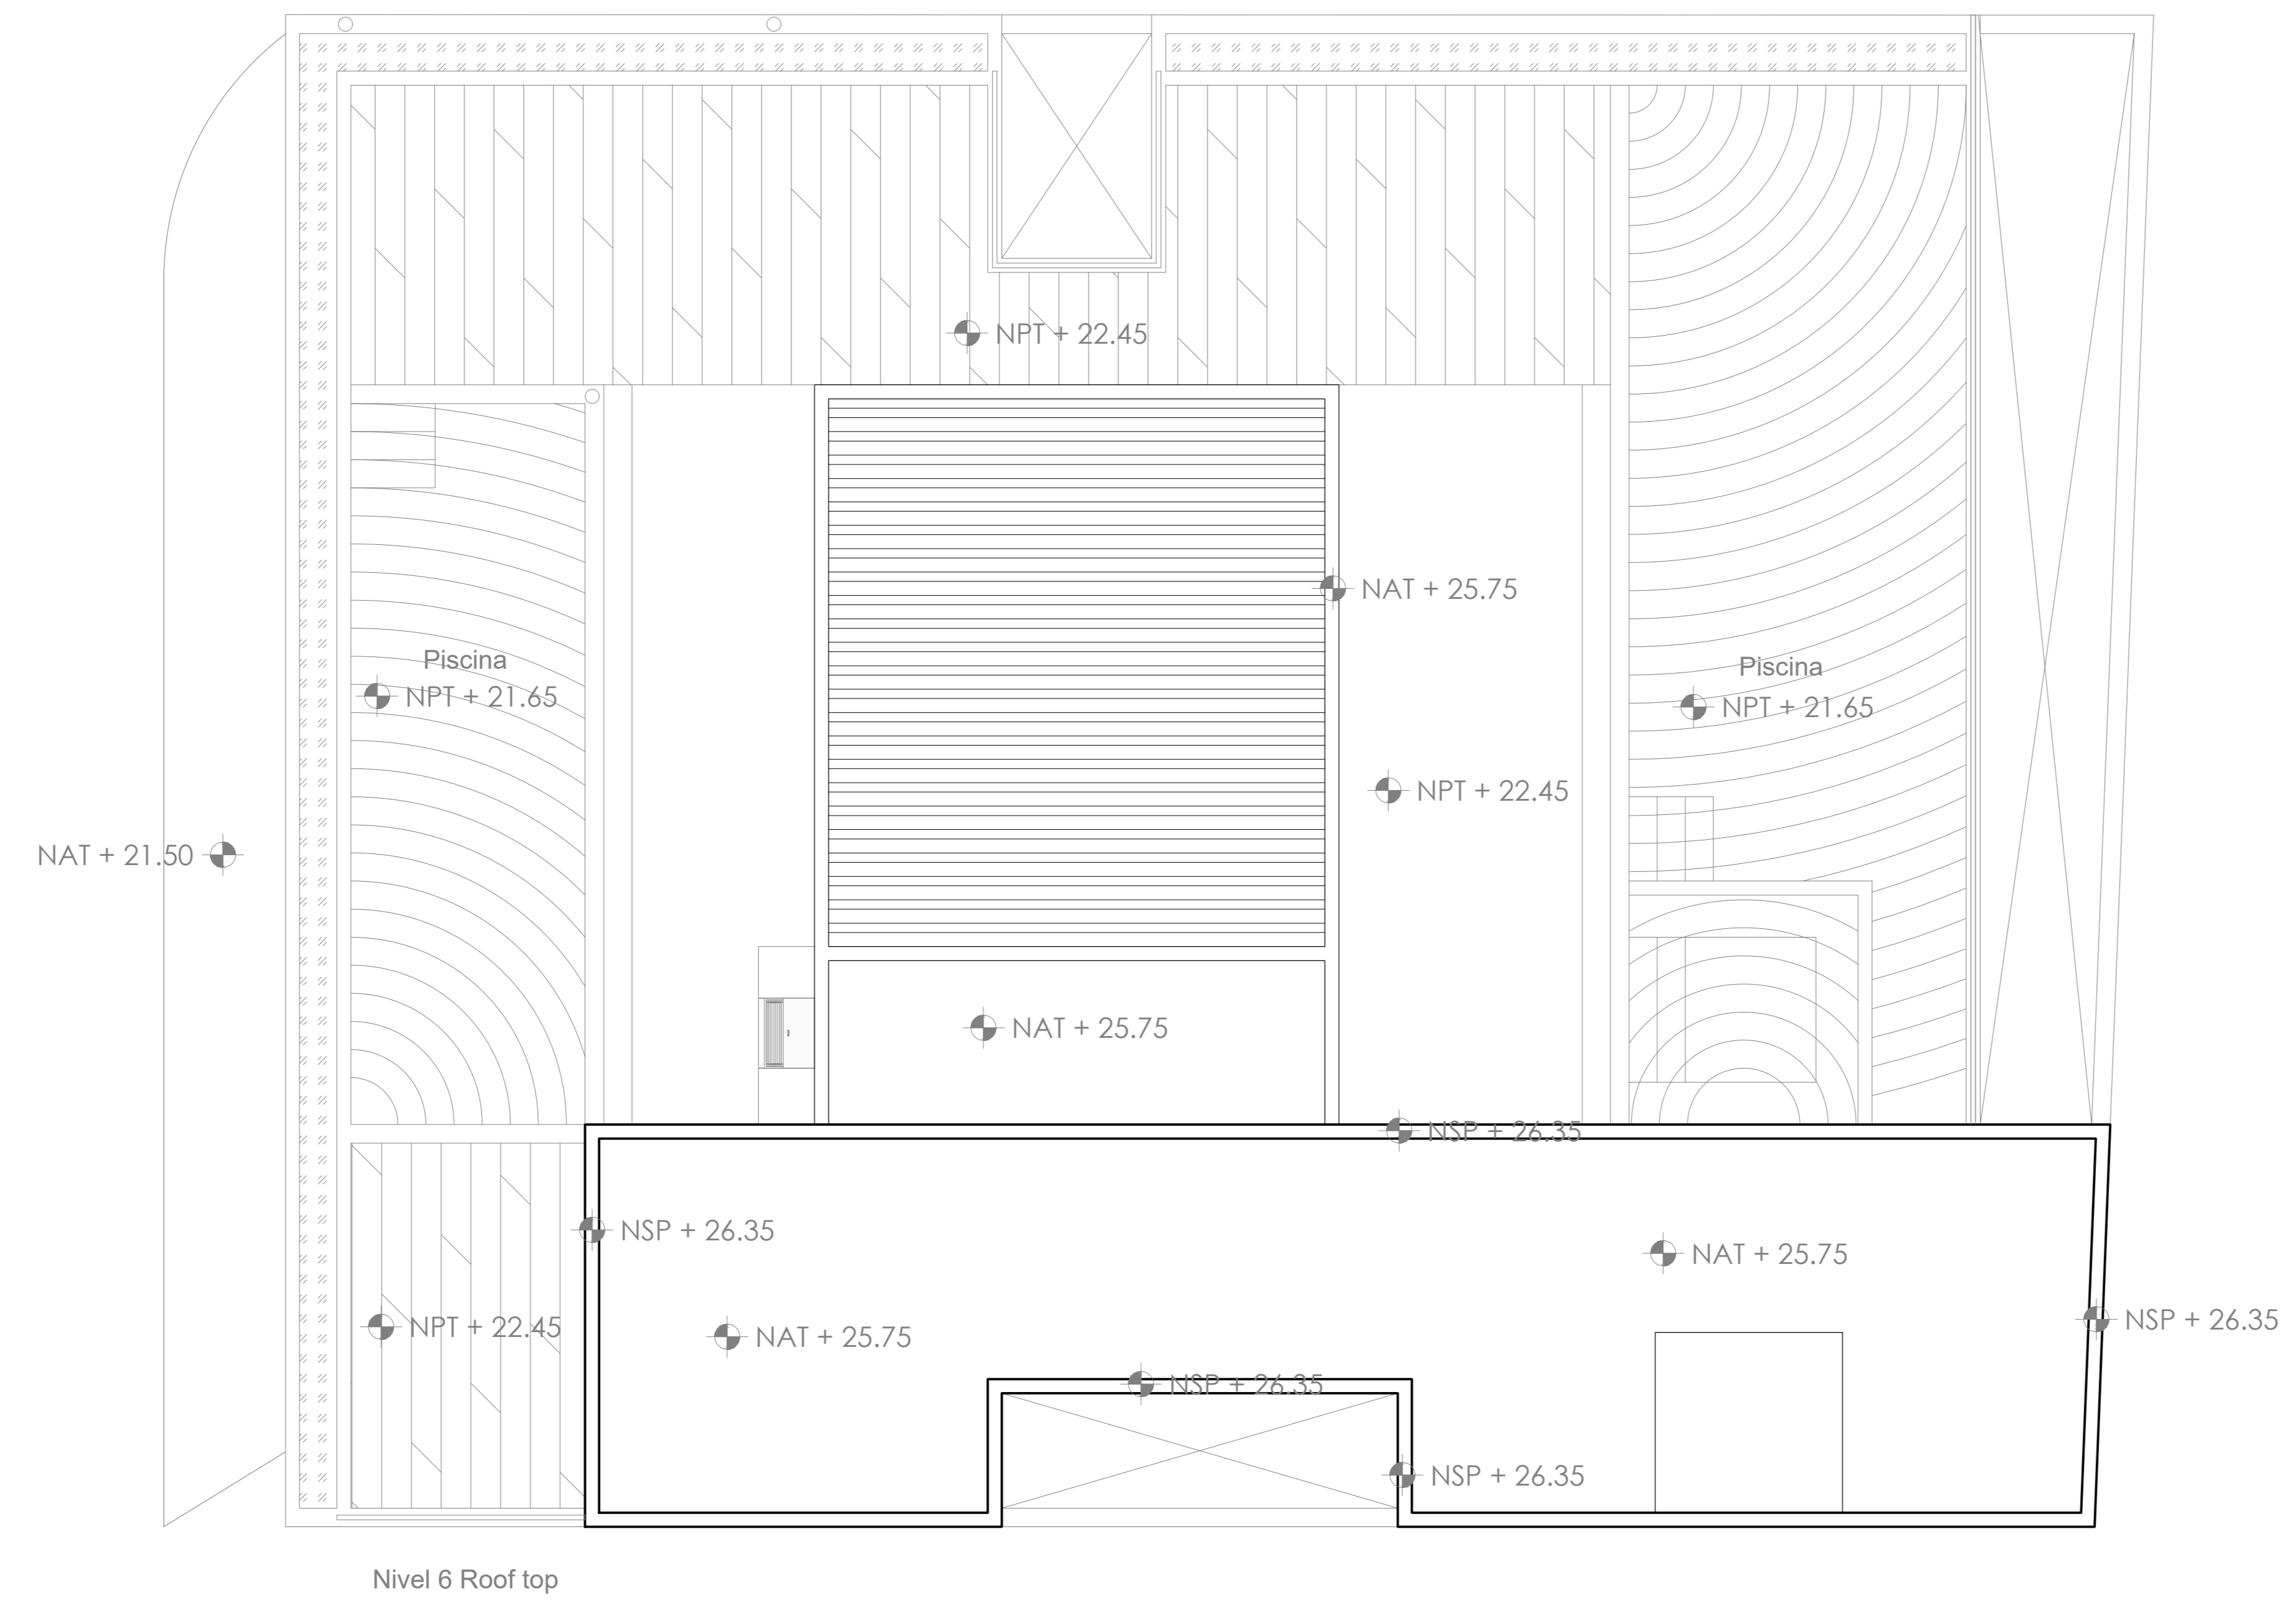 NPT + 22.45
NAT + 25.75
Piscina
NPT + 21.65
Piscina
NPT + 21.65
NPT + 22.45
NAT + 21.50
NAT + 25.75
NSP + 26.35
NSP + 26.35
NAT + 25.75
NPT + 22.45
NAT + 25.75
NSP + 26.35
NSP + 26.35
NSP + 26.35
Nivel 6 Roof top